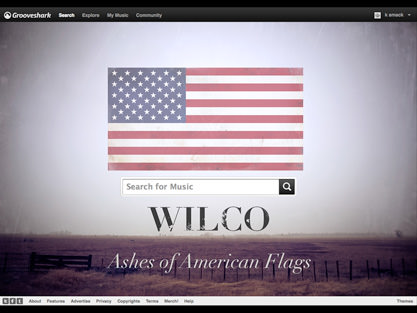 Grooveshark Search Explore My Music Community k smack
Search for Music
WILCO
Ashes of American Flags
About Features Advertise Privacy Copyrights Terms Merch! Help Themes